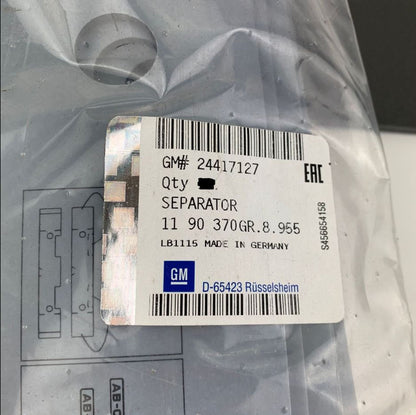 GM# 24417127
Qty
EAC
SEPARATOR
11 90 370GR.8.955
LB1115 MADE IN GERMANY
S456654158
GM
D-65423 Rüsselsheim
AB-
AB-C